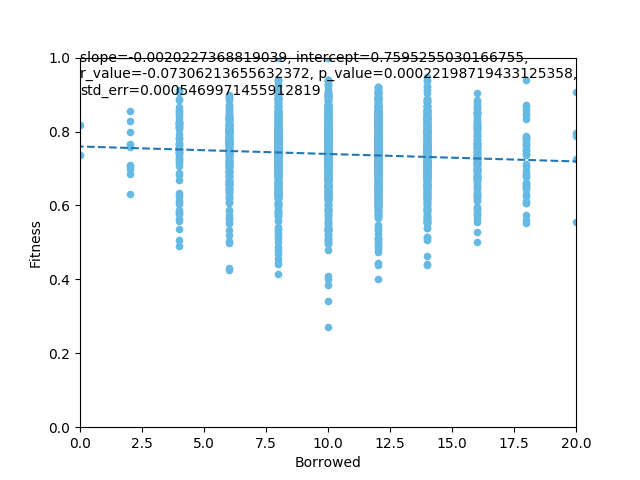 slope=-0.0020227368819039, intercept=0.7595255030166755,
r_value=-0.07306213655632372, p_value=0.00022198719433125358,
std_err=0.0005469971455912819
1.0
0.8
0.6
0.4
0.2
0.0
Fitness
0.0 2.5 5.0 7.5 10.0 12.5 15.0 17.5 20.0
Borrowed